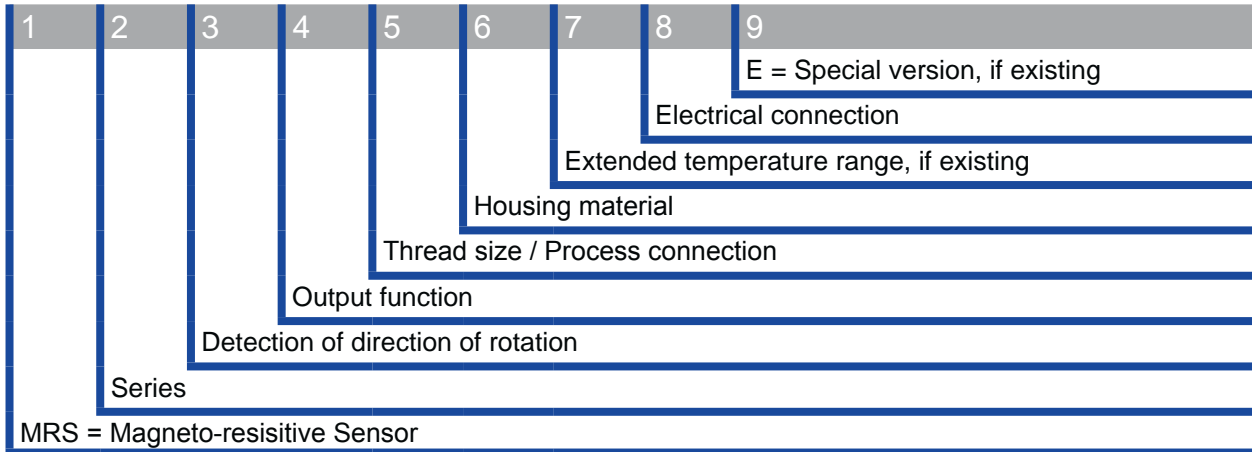 1 2 3 4 5 6 7 8 9
E = Special version, if existing
Electrical connection
Extended temperature range, if existing
Housing material
Thread size / Process connection
Output function
Detection of direction of rotation
Series
MRS = Magneto-resisitive Sensor